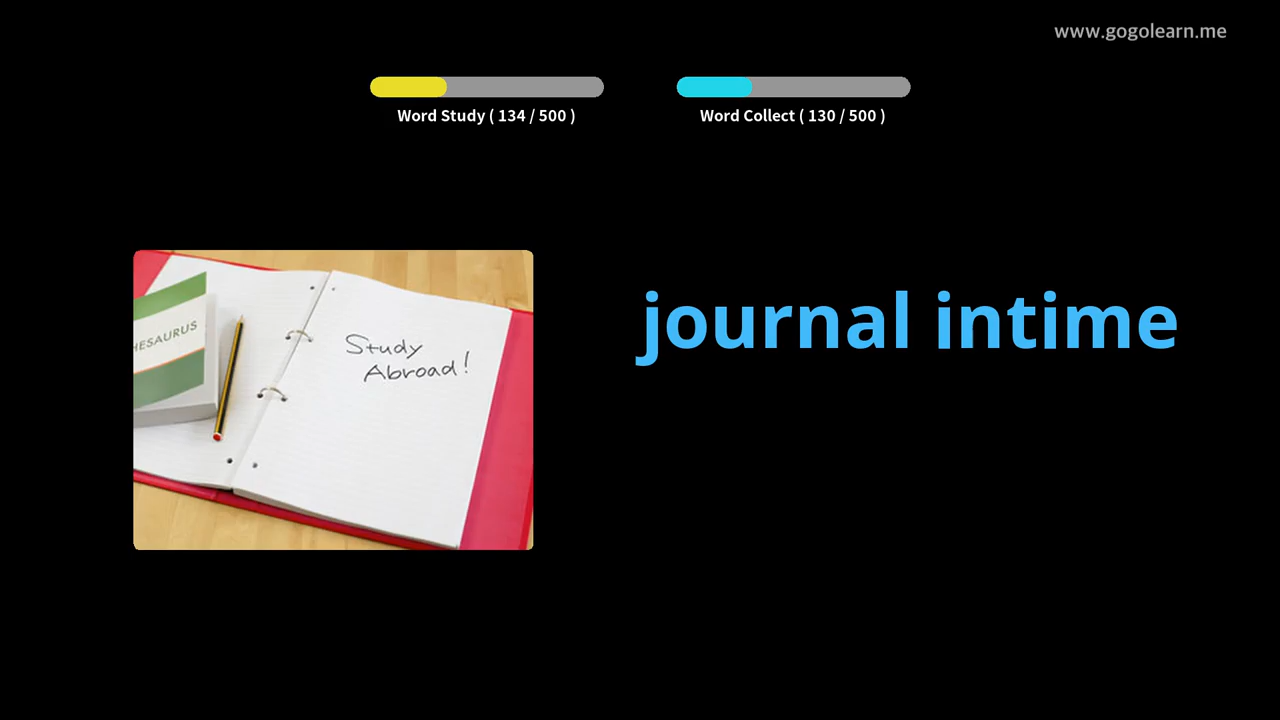 www.gogolearn.me
Word Study ( 134 / 500 )
Word Collect ( 130 / 500 )
journal intime
HESAURUS
Study
Abroad!